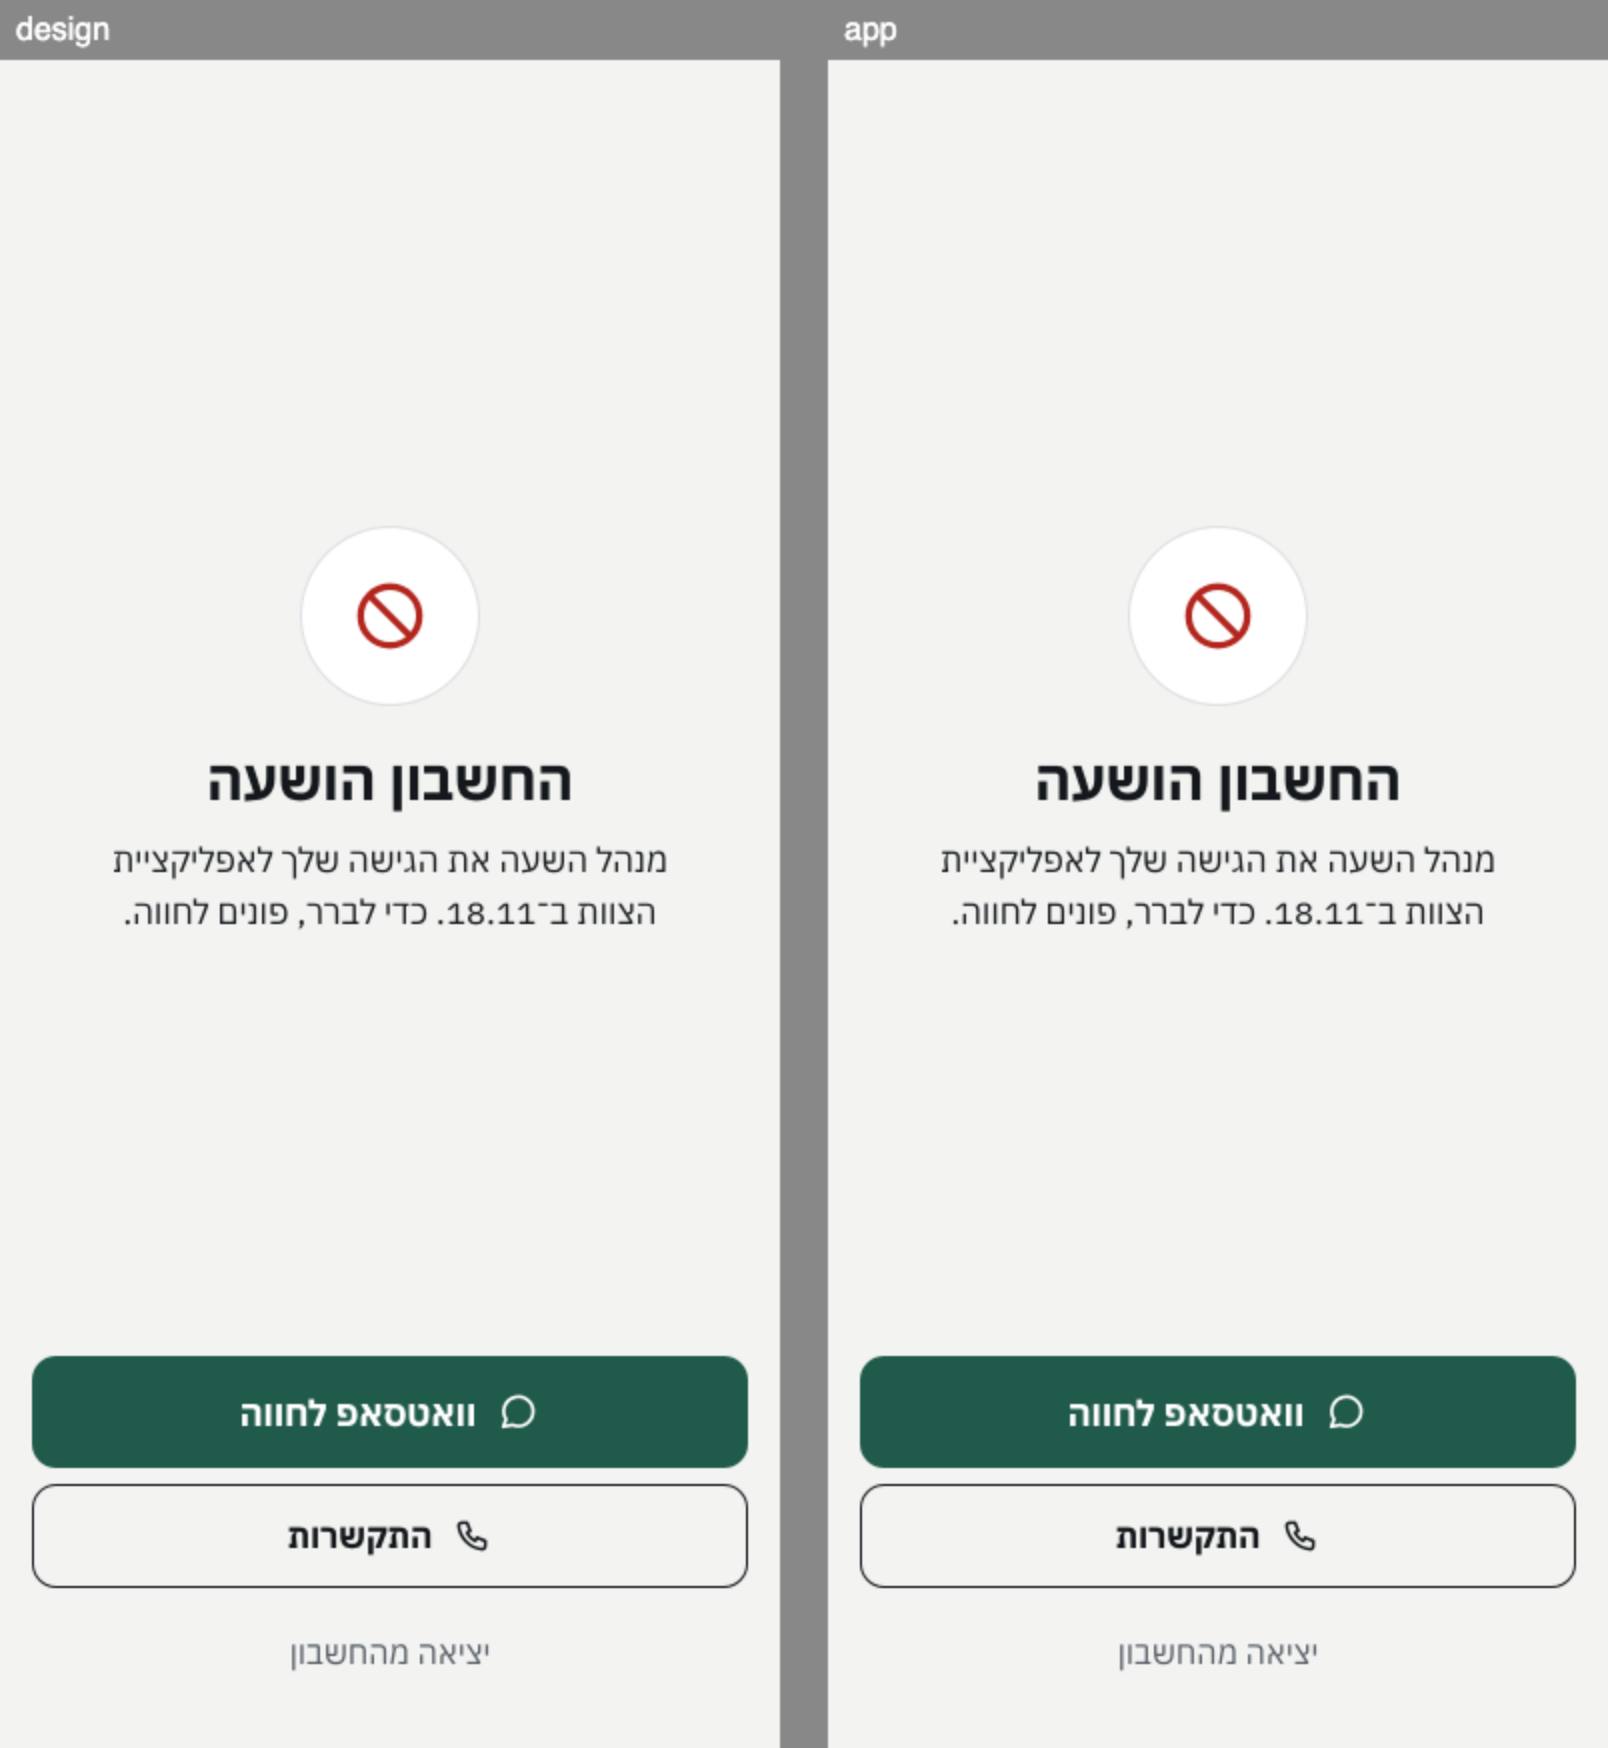 design
החשבון הושעה
מנהל השעה את הגישה שלך לאפליקציית
הצוות ב־18.11. כדי לברר, פונים לחווה.
וואטסאפ לחווה
התקשרות
יציאה מהחשבון
app
החשבון הושעה
מנהל השעה את הגישה שלך לאפליקציית
הצוות ב־18.11. כדי לברר, פונים לחווה.
וואטסאפ לחווה
התקשרות
יציאה מהחשבון